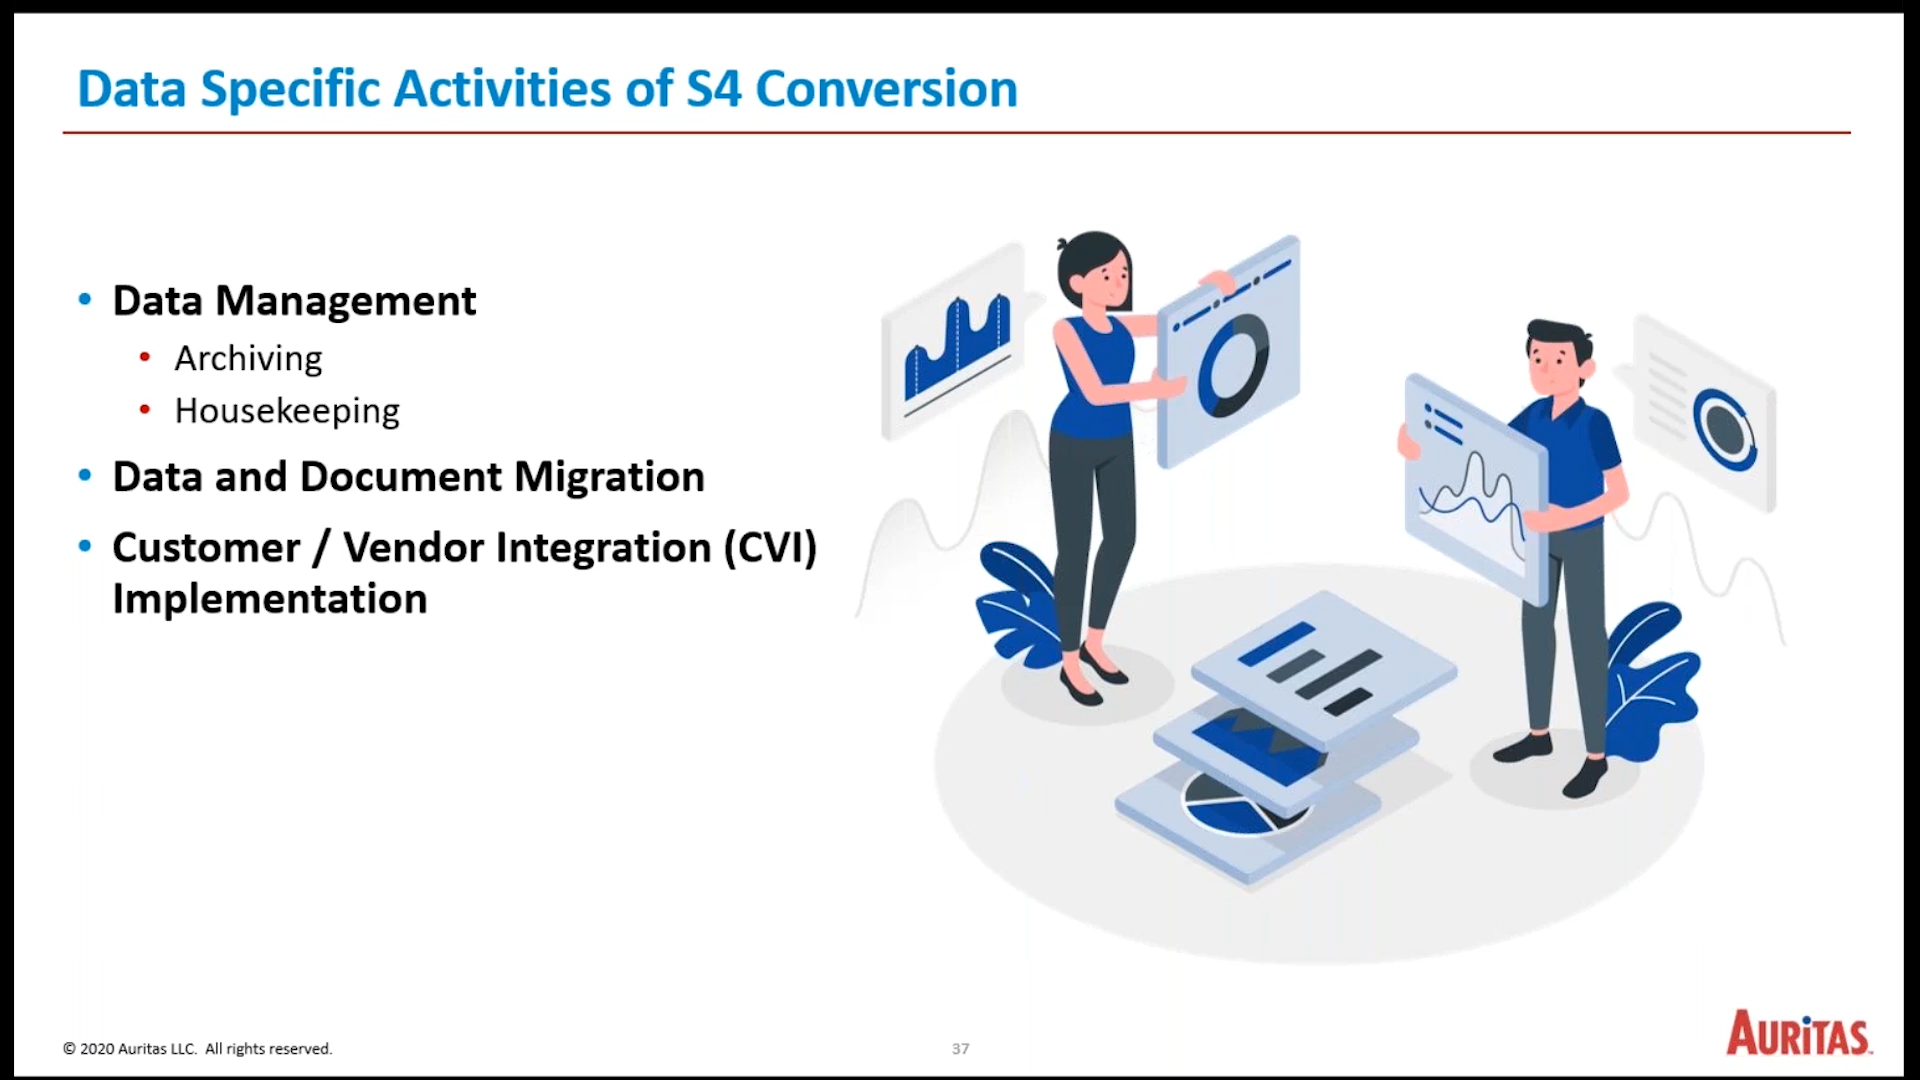 Data Specific Activities of S4 Conversion
• Data Management
• Archiving
• Housekeeping
• Data and Document Migration
• Customer / Vendor Integration (CVI)
Implementation
© 2020 Auritas LLC. All rights reserved.
37
AURiTAS